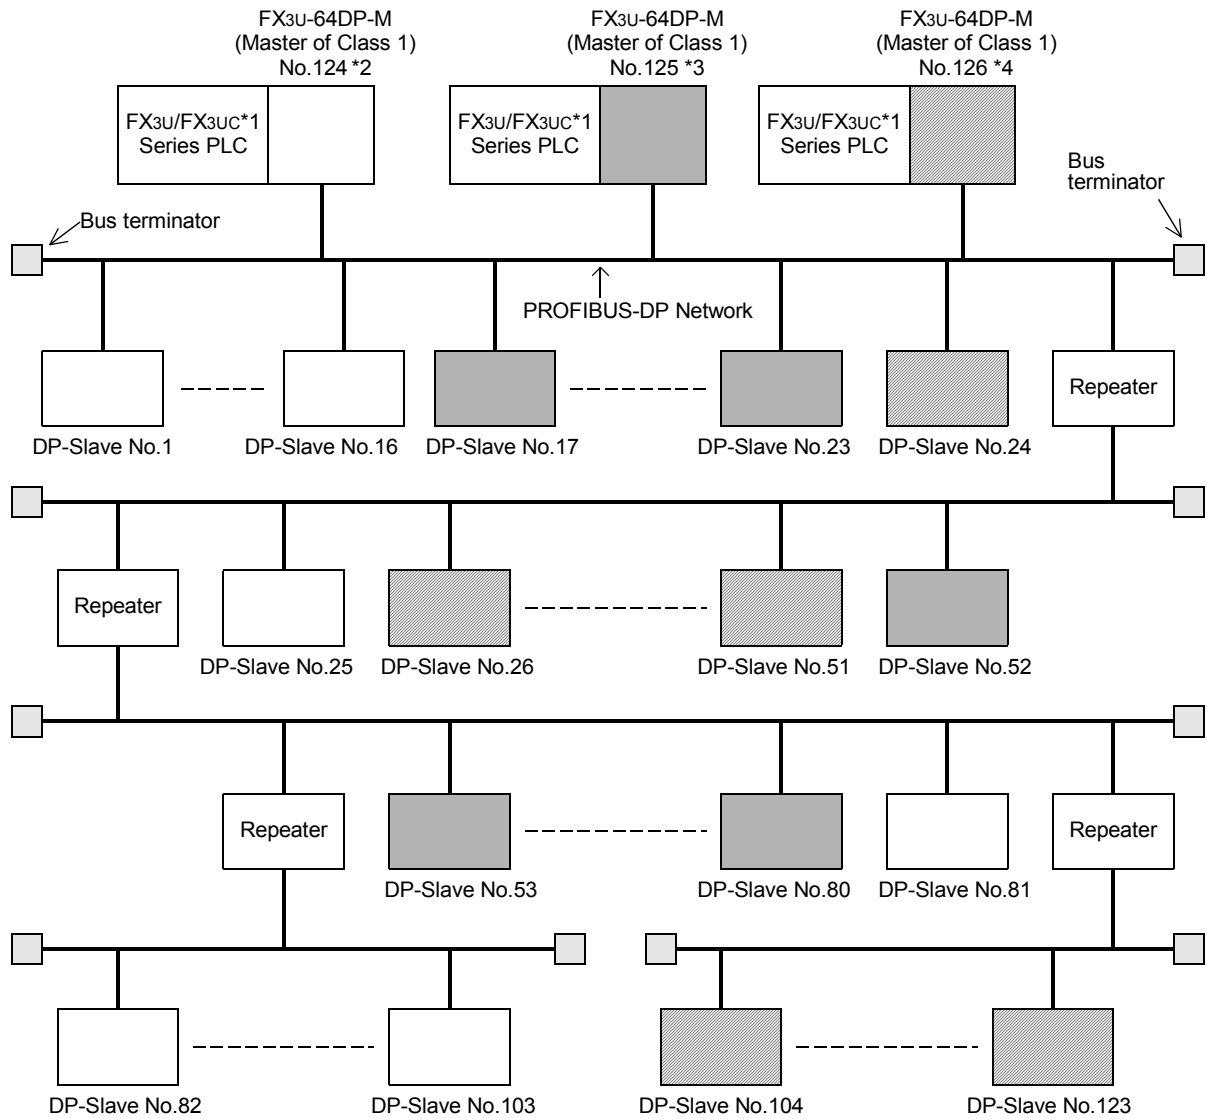 FX3U-64DP-M
(Master of Class 1)
No.124 *2
FX3U-64DP-M
(Master of Class 1)
No.125 *3
FX3U-64DP-M
(Master of Class 1)
No.126 *4
FX3U/FX3UC*1
Series PLC
FX3U/FX3UC*1
Series PLC
FX3U/FX3UC*1
Series PLC
Bus
terminator
Bus terminator
PROFIBUS-DP Network
Repeater
DP-Slave No.1
DP-Slave No.16
DP-Slave No.17
DP-Slave No.23
DP-Slave No.24
Repeater
DP-Slave No.25
DP-Slave No.26
DP-Slave No.51
DP-Slave No.52
Repeater
Repeater
DP-Slave No.53
DP-Slave No.80
DP-Slave No.81
DP-Slave No.82
DP-Slave No.103
DP-Slave No.104
DP-Slave No.123